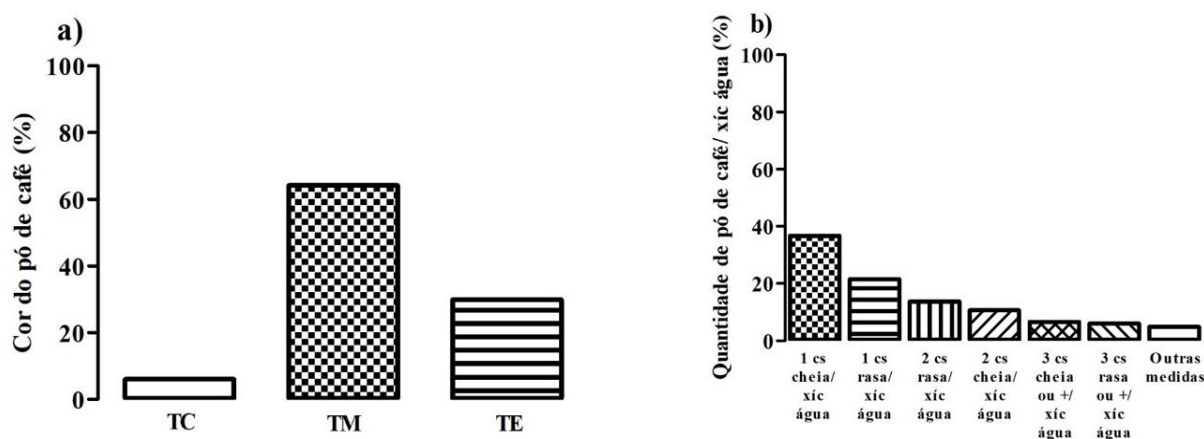 a)
Cor do pó de café (%)
100
80
60
40
20
0
TC
TM
TE
b)
Quantidade de pó de café/ xíc água (%)
100
80
60
40
20
0
1 cs
cheia/
xíc
água
1 cs
rasa/
xíc
água
2 cs
rasa/
xíc
água
2 cs
cheia/
xíc
água
3 cs
cheia
ou +/
xíc
água
3 cs
rasa
ou +/
xíc
água
Outras
medidas